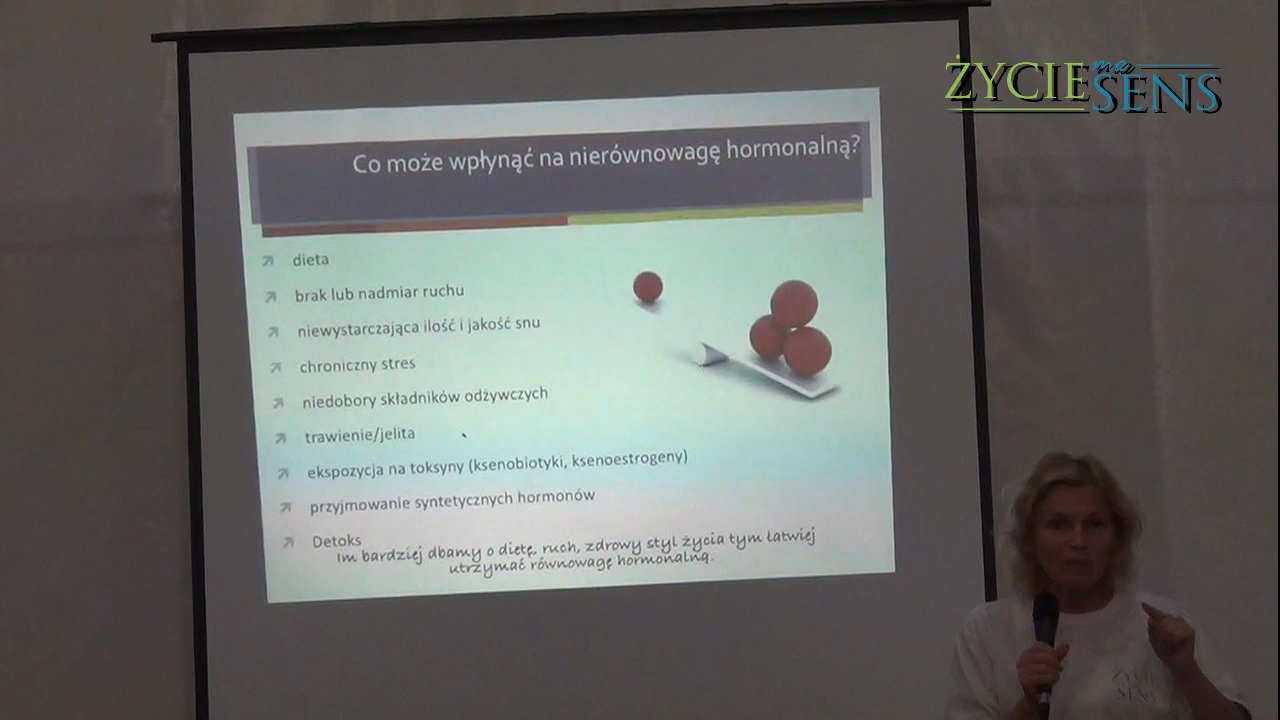 ŻYCIE ma SENS
Co może wpłynąć na nierównowagę hormonalną?
dieta
brak lub nadmiar ruchu
niewystarczająca ilość i jakość snu
chroniczny stres
niedobory składników odżywczych
trawienie/jelita
ekspozycja na toksyny (ksenobiotyki, ksenoestrogeny)
przyjmowanie syntetycznych hormonów
Detoks
Im bardziej dbamy o dietę, ruch, zdrowy styl życia tym łatwiej
utrzymać równowagę hormonalną.
SENS